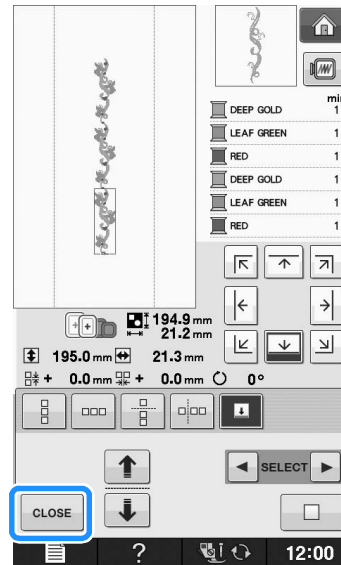 min
DEEP GOLD 1
LEAF GREEN 1
RED 1
DEEP GOLD 1
LEAF GREEN 1
RED 1
194.9 mm
21.2 mm
195.0 mm 21.3 mm
+ 0.0 mm + 0.0 mm 0°
SELECT
CLOSE
? 12:00